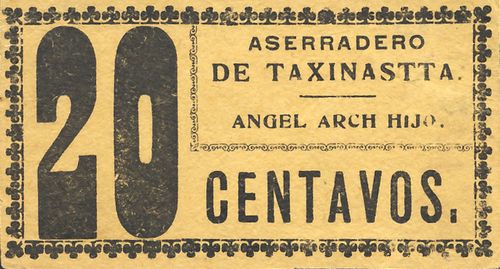 20
ASERRADERO
DE TAXINASTTA.
ANGEL ARCH HIJO.
CENTAVOS.